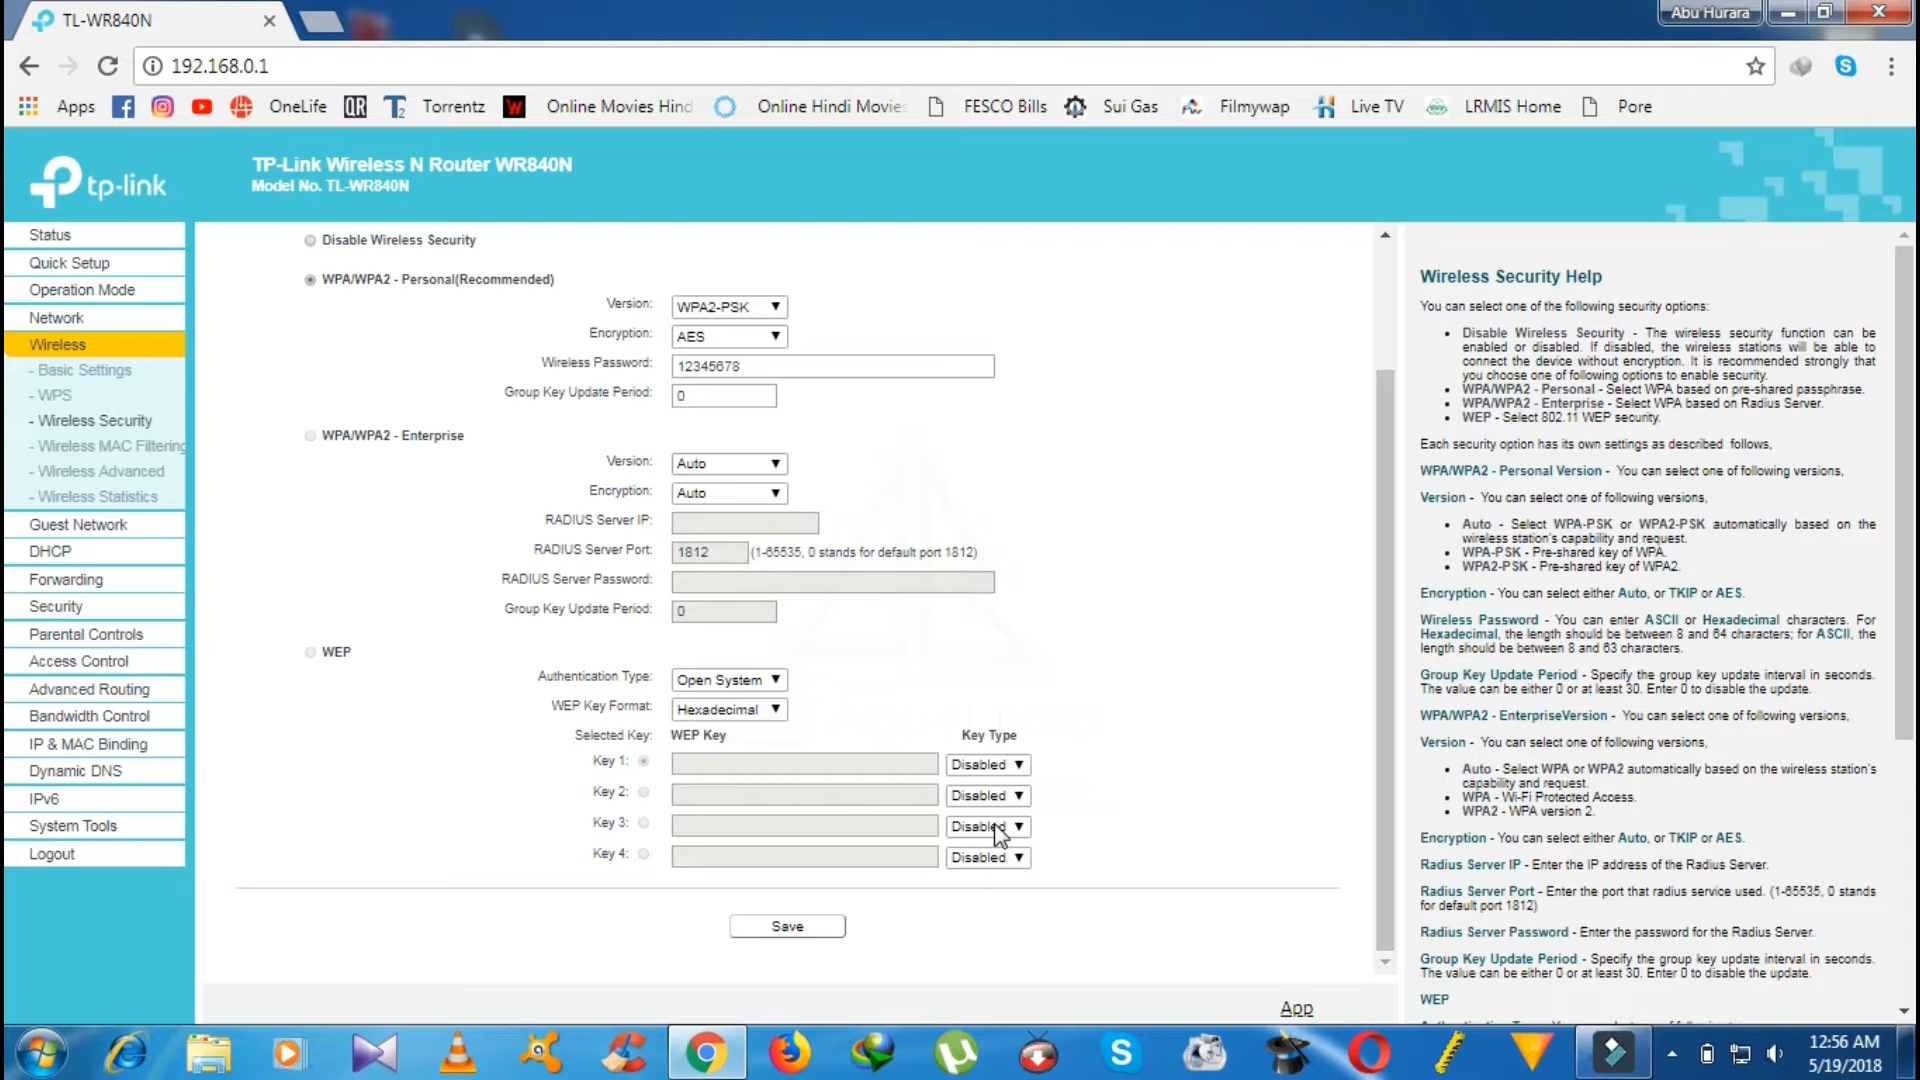 TL-WR840N
Abu Hurara
192.168.0.1
Apps
OneLife
QR
Torrentz
Online Movies Hind
Online Hindi Movies
FESCO Bills
Sui Gas
Filmywap
Live TV
LRMIS Home
Pore
tp-link
TP-Link Wireless N Router WR840N
Model No. TL-WR840N
Status
Quick Setup
Operation Mode
Network
Wireless
- Basic Settings
- WPS
- Wireless Security
- Wireless MAC Filtering
- Wireless Advanced
- Wireless Statistics
Guest Network
DHCP
Forwarding
Security
Parental Controls
Access Control
Advanced Routing
Bandwidth Control
IP & MAC Binding
Dynamic DNS
IPv6
System Tools
Logout
Disable Wireless Security
WPA/WPA2 - Personal(Recommended)
Version: WPA2-PSK
Encryption: AES
Wireless Password: 12345678
Group Key Update Period: 0
WPA/WPA2 - Enterprise
Version: Auto
Encryption: Auto
RADIUS Server IP:
RADIUS Server Port: 1812 (1-65535, 0 stands for default port 1812)
RADIUS Server Password:
Group Key Update Period: 0
WEP
Authentication Type: Open System
WEP Key Format: Hexadecimal
Selected Key: WEP Key Key Type
Key 1: Disabled
Key 2: Disabled
Key 3: Disabled
Key 4: Disabled
Save
App
Wireless Security Help
You can select one of the following security options:
Disable Wireless Security - The wireless security function can be
enabled or disabled. If disabled, the wireless stations will be able to
connect the device without encryption. It is recommended strongly that
you choose one of following options to enable security.
WPA/WPA2 - Personal - Select WPA based on pre-shared passphrase.
WPA/WPA2 - Enterprise - Select WPA based on Radius Server.
WEP - Select 802.11 WEP security.
Each security option has its own settings as described follows,
WPA/WPA2 - Personal Version - You can select one of following versions,
Version - You can select one of following versions,
Auto - Select WPA-PSK or WPA2-PSK automatically based on the
wireless station's capability and request.
WPA-PSK - Pre-shared key of WPA.
WPA2-PSK - Pre-shared key of WPA2.
Encryption - You can select either Auto, or TKIP or AES.
Wireless Password - You can enter ASCII or Hexadecimal characters. For
Hexadecimal, the length should be between 8 and 64 characters; for ASCII, the
length should be between 8 and 63 characters.
Group Key Update Period - Specify the group key update interval in seconds.
The value can be either 0 or at least 30. Enter 0 to disable the update.
WPA/WPA2 - EnterpriseVersion - You can select one of following versions,
Version - You can select one of following versions,
Auto - Select WPA or WPA2 automatically based on the wireless station's
capability and request.
WPA - Wi-Fi Protected Access.
WPA2 - WPA version 2.
Encryption - You can select either Auto, or TKIP or AES.
Radius Server IP - Enter the IP address of the Radius Server.
Radius Server Port - Enter the port that radius service used. (1-65535, 0 stands
for default port 1812)
Radius Server Password - Enter the password for the Radius Server.
Group Key Update Period - Specify the group key update interval in seconds.
The value can be either 0 or at least 30. Enter 0 to disable the update.
WEP
12:56 AM
5/19/2018